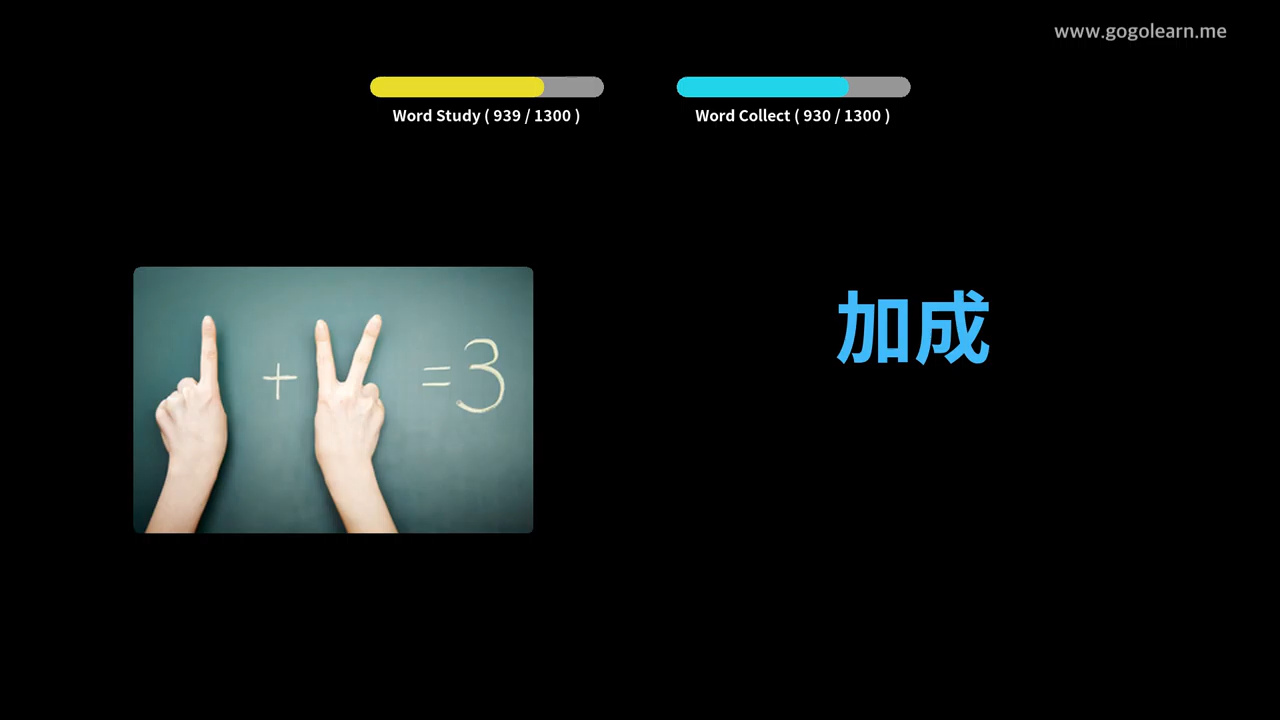 www.gogolearn.me
Word Study ( 939 / 1300 )
Word Collect ( 930 / 1300 )
加成
+ =3